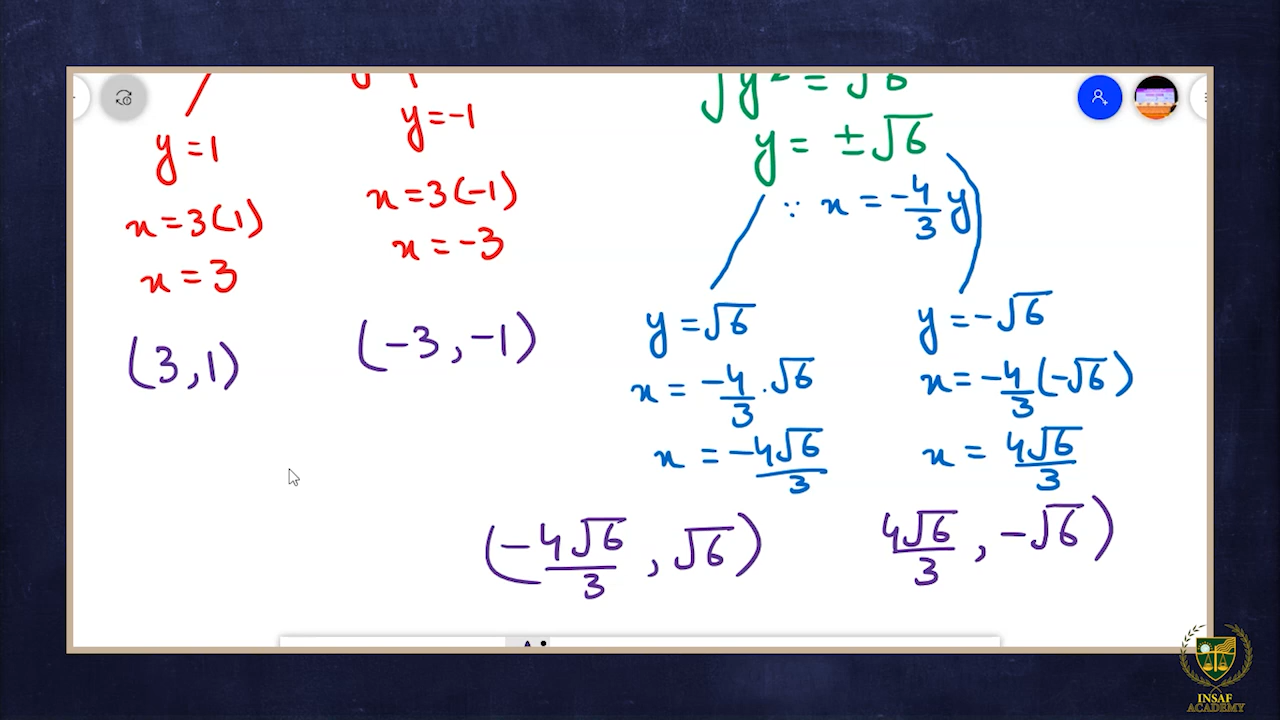 y = 1
x = 3(1)
x = 3
(3,1)
y = -1
x = 3(-1)
x = -3
(-3, -1)
√y² = √6
y = ±√6
∵ x = -4/3 y
y = √6
x = -4/3 . √6
x = -4√6/3
(-4√6/3, √6)
y = -√6
x = -4/3 (-√6)
x = 4√6/3
4√6/3, -√6)
INSAF
ACADEMY